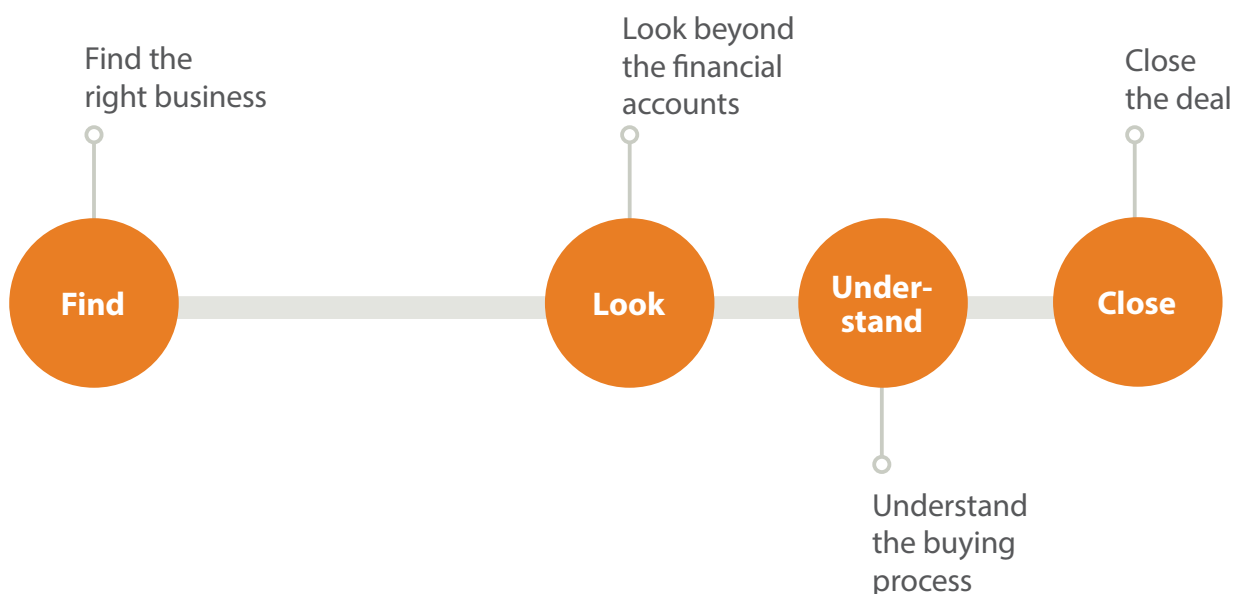 Find the
right business
Look beyond
the financial
accounts
Close
the deal
Find
Look
Under-
stand
Close
Understand
the buying
process